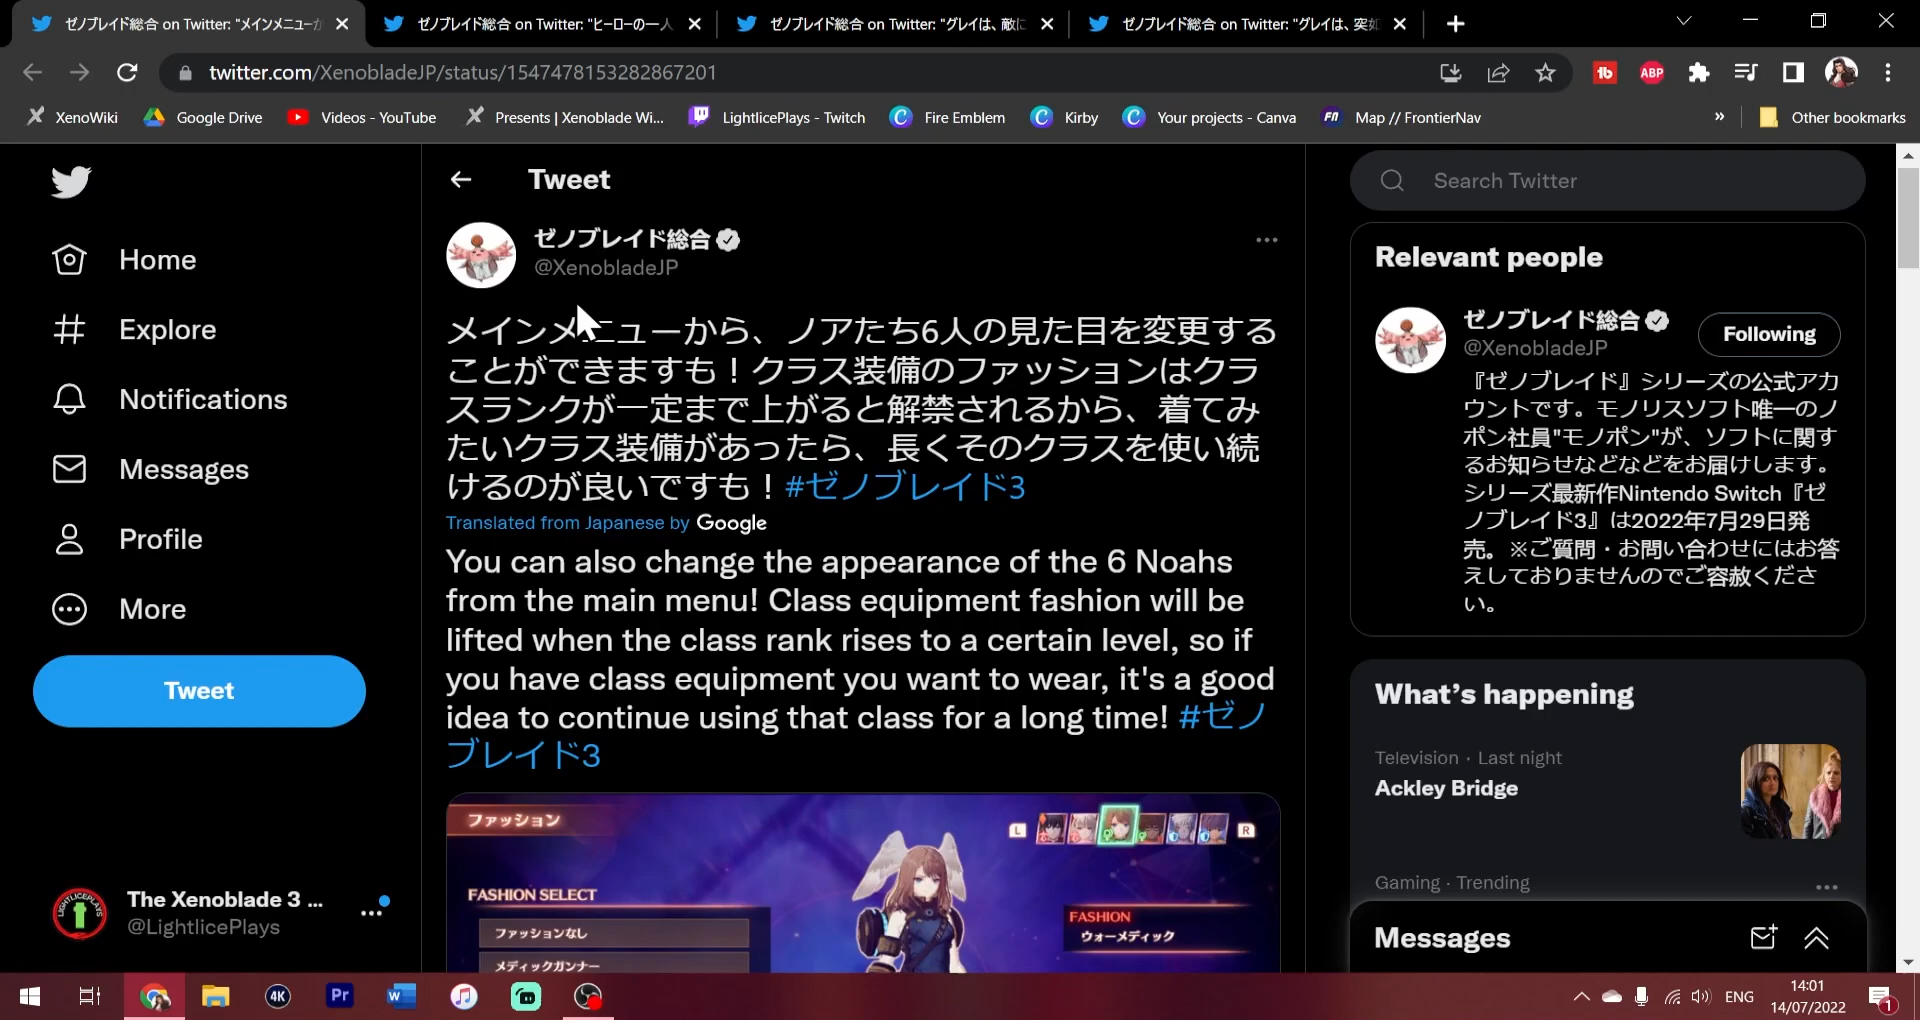 ゼノブレイド総合 on Twitter: "メインメニューか
ゼノブレイド総合 on Twitter: "ヒーローの一人
ゼノブレイド総合 on Twitter: "グレイは、敵に
ゼノブレイド総合 on Twitter: "グレイは、突如
twitter.com/XenobladeJP/status/1547478153282867201
ABP
XenoWiki
Google Drive
Videos - YouTube
Presents | Xenoblade Wi...
LightlicePlays - Twitch
Fire Emblem
Kirby
Your projects - Canva
Map // FrontierNav
»
Other bookmarks
Home
Explore
Notifications
Messages
Profile
More
Tweet
The Xenoblade 3 ...
@LightlicePlays
Tweet
ゼノブレイド総合
@XenobladeJP
メインメニューから、ノアたち6人の見た目を変更する
ことができますも！クラス装備のファッションはクラ
スランクが一定まで上がると解禁されるから、着てみ
たいクラス装備があったら、長くそのクラスを使い続
けるのが良いですも！#ゼノブレイド3
Translated from Japanese by Google
You can also change the appearance of the 6 Noahs
from the main menu! Class equipment fashion will be
lifted when the class rank rises to a certain level, so if
you have class equipment you want to wear, it's a good
idea to continue using that class for a long time! #ゼノ
ブレイド3
ファッション
L
R
FASHION SELECT
ファッションなし
メディックガンナー
FASHION
ウォーメディック
Search Twitter
Relevant people
ゼノブレイド総合
@XenobladeJP
Following
『ゼノブレイド』シリーズの公式アカ
ウントです。モノリスソフト唯一のノ
ポン社員"モノポン"が、ソフトに関す
るお知らせなどなどをお届けします。
シリーズ最新作Nintendo Switch『ゼ
ノブレイド3』は2022年7月29日発
売。※ご質問・お問い合わせにはお答
えしておりませんのでご容赦くださ
い。
What's happening
Television · Last night
Ackley Bridge
Gaming · Trending
Messages
4K
Pr
ENG
14:01
14/07/2022
1